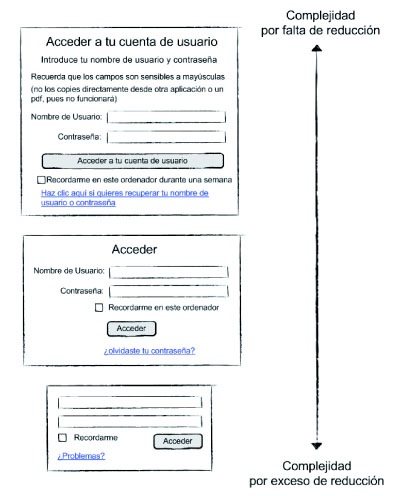 Complejidad
por falta de reducción
Acceder a tu cuenta de usuario
Introduce tu nombre de usuario y contraseña
Recuerda que los campos son sensibles a mayúsculas
(no los copies directamente desde otra aplicación o un
pdf, pues no funcionará)
Nombre de Usuario:
Contraseña:
Acceder a tu cuenta de usuario
Recordarme en este ordenador durante una semana
Haz clic aquí si quieres recuperar tu nombre de
usuario o contraseña
Acceder
Nombre de Usuario:
Contraseña:
Recordarme en este ordenador
Acceder
¿olvidaste tu contraseña?
Recordarme
Acceder
¿Problemas?
Complejidad
por exceso de reducción